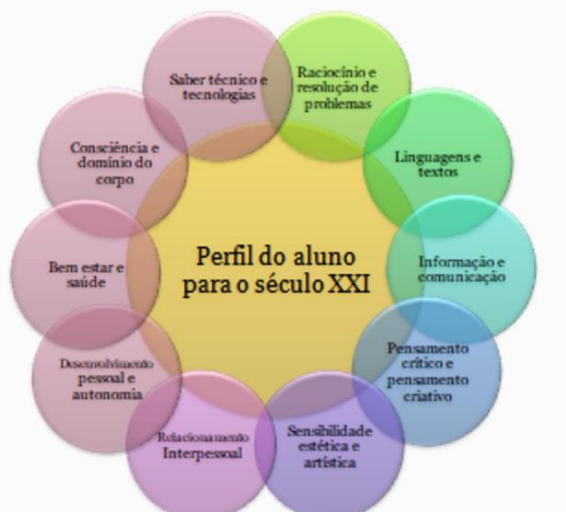 Perfil do aluno
para o século XXI
Raciocínio e
resolução de
problemas
Linguagens e
textos
Informação e
comunicação
Pensamento
crítico e
pensamento
criativo
Sensibilidade
estética e
artística
Relacionamento
Interpessoal
Desenvolvimento
pessoal e
autonomia
Bem estar e
saúde
Consciência e
domínio do
corpo
Saber técnico e
tecnologias